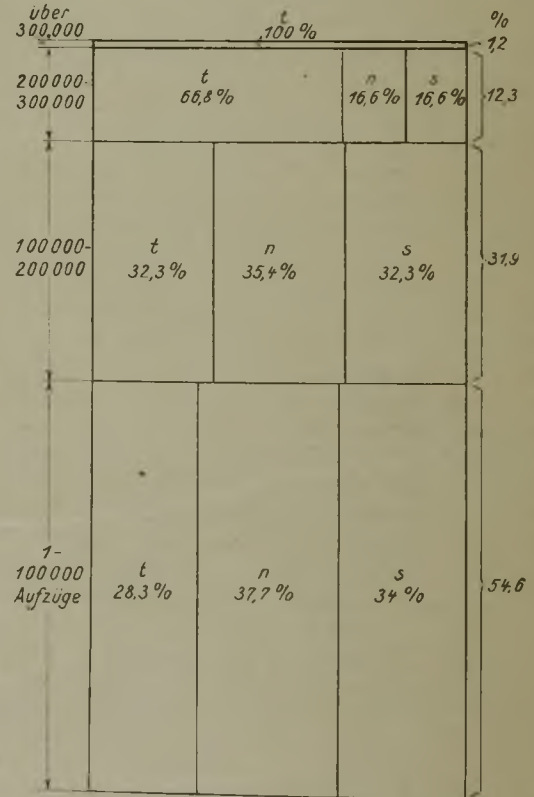 über
300,000
t
100 %
%
1,2
200000-
300000
t
66,8 %
n
16,6 %
s
16,6 %
12,3
100000-
200000
t
32,3 %
n
35,4 %
s
32,3 %
31,9
1-
100000
Aufzüge
t
28,3 %
n
37,7 %
s
34 %
54,6